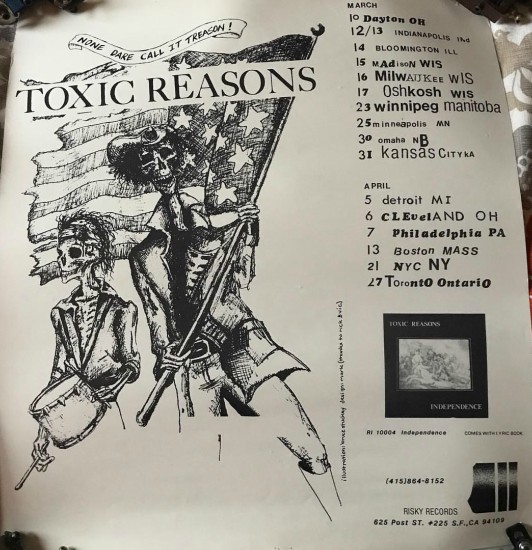 NONE DARE CALL IT TREASON!
TOXIC REASONS
MARCH
10 Dayton OH
12/13 INDIANAPOLIS Ind
14 BLOOMINGTON ILL
15 MAdisoN WIS
16 MilwAUKEE WIS
17 Oshkosh WIS
23 winnipeg manitoba
25 minneapolis MN
30 omaha NB
31 kansas CITY KA
APRIL
5 detroit MI
6 CLEvelAND OH
7 Philadelphia PA
13 Boston MASS
21 NYC NY
27 TorontO OntariO
TOXIC REASONS
INDEPENDENCE
RI 10004 Independence
COMES WITH LYRIC BOOK
(415)864-8152
RISKY RECORDS
625 Post ST. #225 S.F.,CA 94109